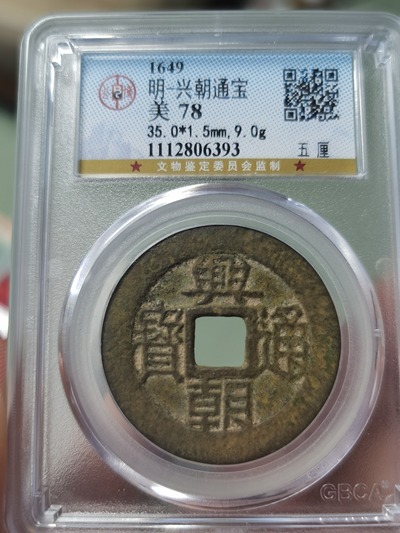 1649
明-兴朝通宝
美 78
35.0*1.5mm,9.0g
1112806393
五 厘
★ 文物鉴定委员会监制 ★
興
朝
通
寶
GBCA